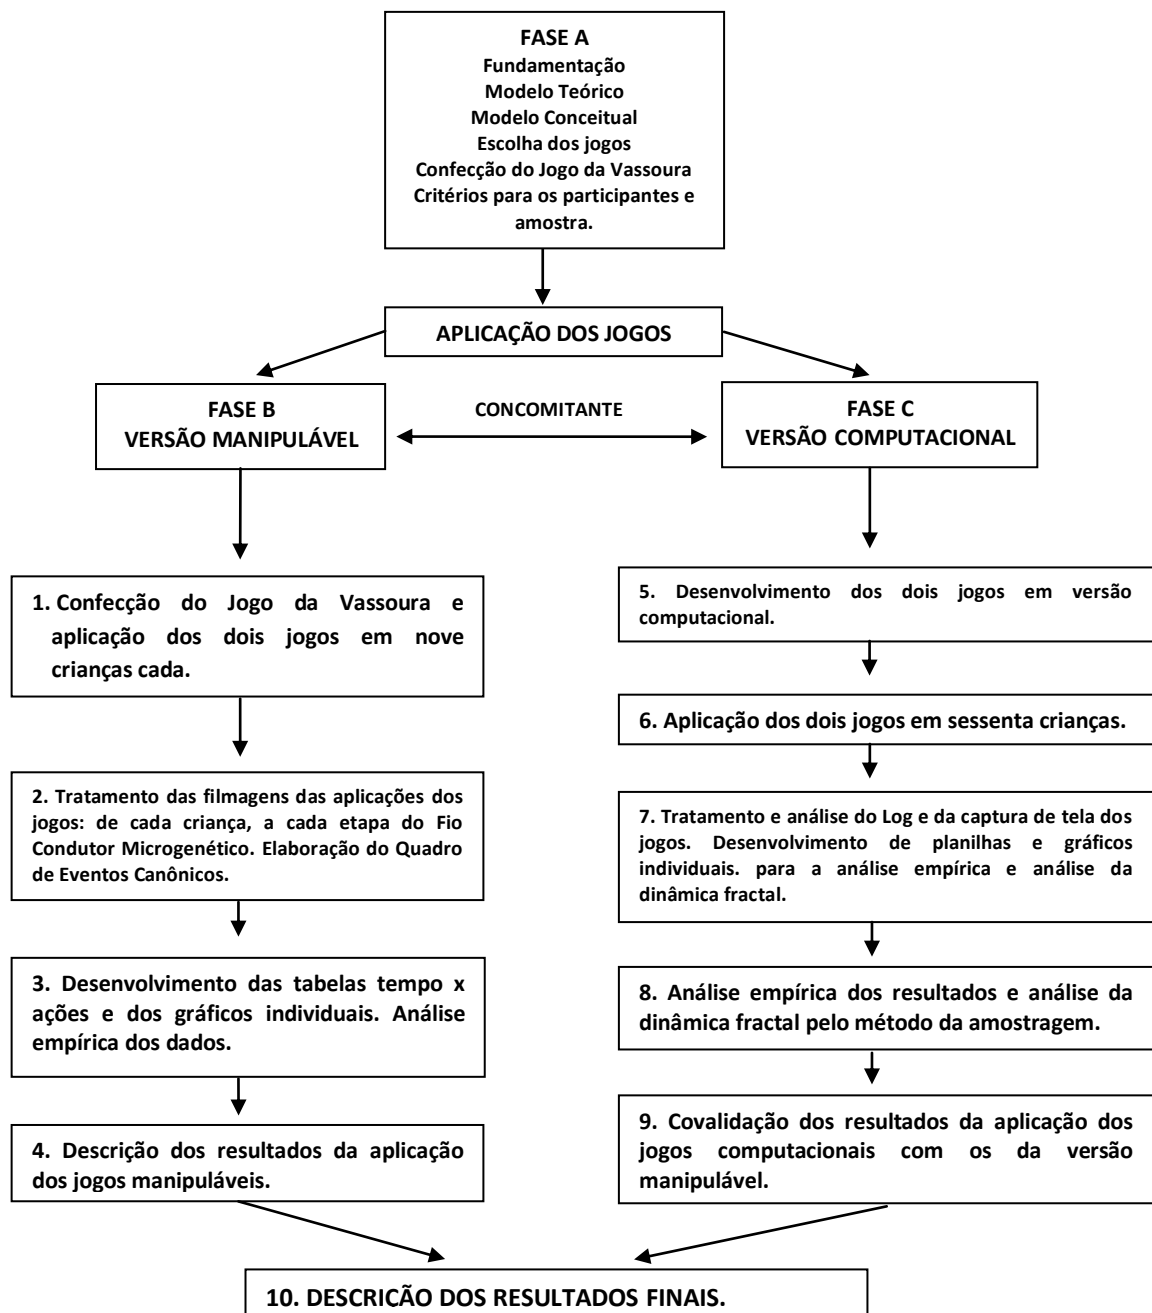 FASE A
Fundamentação
Modelo Teórico
Modelo Conceitual
Escolha dos jogos
Confecção do Jogo da Vassoura
Critérios para os participantes e
amostra.
APLICAÇÃO DOS JOGOS
FASE B
VERSÃO MANIPULÁVEL
CONCOMITANTE
FASE C
VERSÃO COMPUTACIONAL
1. Confecção do Jogo da Vassoura e
aplicação dos dois jogos em nove
crianças cada.
2. Tratamento das filmagens das aplicações dos
jogos: de cada criança, a cada etapa do Fio
Condutor Microgenético. Elaboração do Quadro
de Eventos Canônicos.
3. Desenvolvimento das tabelas tempo x
ações e dos gráficos individuais. Análise
empírica dos dados.
4. Descrição dos resultados da aplicação
dos jogos manipuláveis.
5. Desenvolvimento dos dois jogos em versão
computacional.
6. Aplicação dos dois jogos em sessenta crianças.
7. Tratamento e análise do Log e da captura de tela dos
jogos. Desenvolvimento de planilhas e gráficos
individuais. para a análise empírica e análise da
dinâmica fractal.
8. Análise empírica dos resultados e análise da
dinâmica fractal pelo método da amostragem.
9. Covalidação dos resultados da aplicação dos
jogos computacionais com os da versão
manipulável.
10. DESCRIÇÃO DOS RESULTADOS FINAIS.